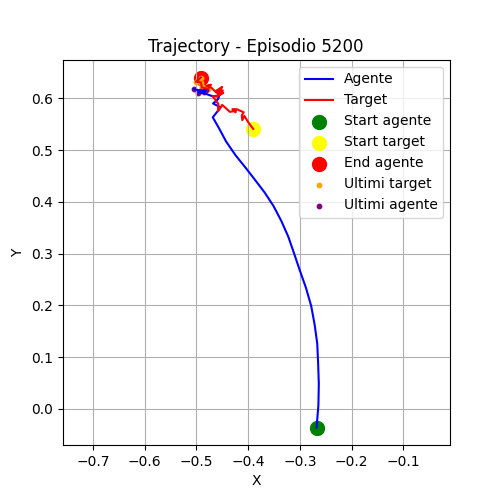 Trajectory - Episodio 5200
Agente
Target
Start agente
Start target
End agente
Ultimi target
Ultimi agente
Y
0.6
0.5
0.4
0.3
0.2
0.1
0.0
−0.7
−0.6
−0.5
−0.4
−0.3
−0.2
−0.1
X